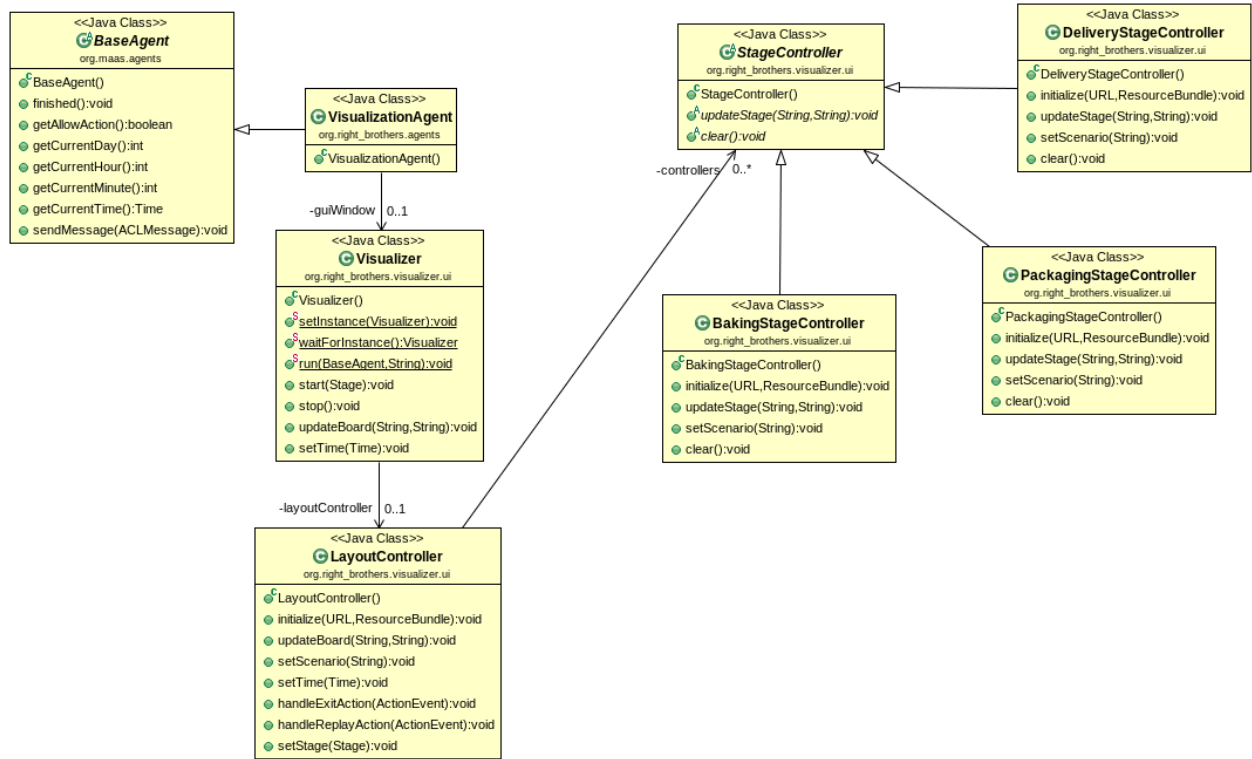 <<Java Class>>
BaseAgent
org.maas.agents
BaseAgent()
finished():void
getAllowAction():boolean
getCurrentDay():int
getCurrentHour():int
getCurrentMinute():int
getCurrentTime():Time
sendMessage(ACLMessage):void
<<Java Class>>
VisualizationAgent
org.right_brothers.agents
VisualizationAgent()
-guiWindow 0..1
<<Java Class>>
Visualizer
org.right_brothers.visualizer.ui
Visualizer()
setInstance(Visualizer):void
waitForInstance():Visualizer
run(BaseAgent,String):void
start(Stage):void
stop():void
updateBoard(String,String):void
setTime(Time):void
-layoutController 0..1
<<Java Class>>
LayoutController
org.right_brothers.visualizer.ui
LayoutController()
initialize(URL,ResourceBundle):void
updateBoard(String,String):void
setScenario(String):void
setTime(Time):void
handleExitAction(ActionEvent):void
handleReplayAction(ActionEvent):void
setStage(Stage):void
<<Java Class>>
StageController
org.right_brothers.visualizer.ui
StageController()
updateStage(String,String):void
clear():void
-controllers 0..*
<<Java Class>>
BakingStageController
org.right_brothers.visualizer.ui
BakingStageController()
initialize(URL,ResourceBundle):void
updateStage(String,String):void
setScenario(String):void
clear():void
<<Java Class>>
DeliveryStageController
org.right_brothers.visualizer.ui
DeliveryStageController()
initialize(URL,ResourceBundle):void
updateStage(String,String):void
setScenario(String):void
clear():void
<<Java Class>>
PackagingStageController
org.right_brothers.visualizer.ui
PackagingStageController()
initialize(URL,ResourceBundle):void
updateStage(String,String):void
setScenario(String):void
clear():void